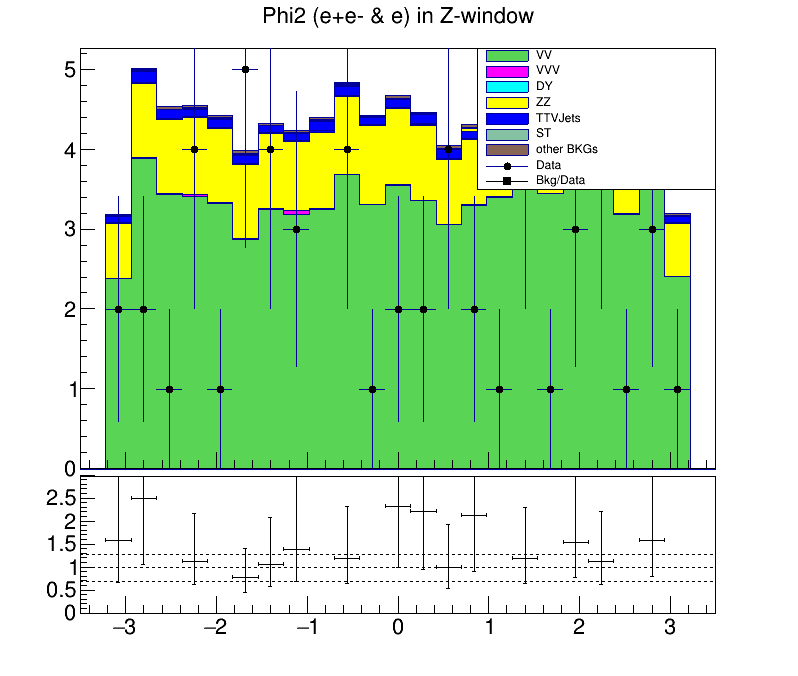 Phi2 (e+e- & e) in Z-window
5
4
3
2
1
0
VV
VVV
DY
ZZ
TTVJets
ST
other BKGs
Data
Bkg/Data
2.5
2
1.5
1
0.5
0
−3 −2 −1 0 1 2 3